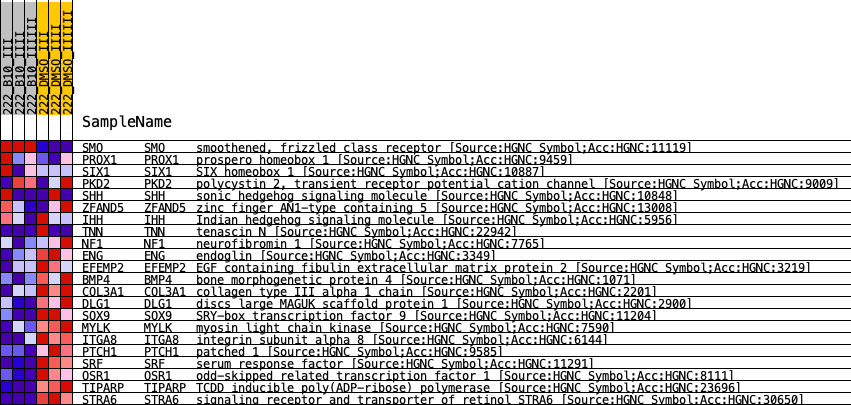 222_B10_III
222_B10_IIII
222_B10_IIIIII
222_DMSO_III
222_DMSO_IIII
222_DMSO_IIIIII
SampleName
SMO SMO smoothened, frizzled class receptor [Source:HGNC Symbol;Acc:HGNC:11119]
PROX1 PROX1 prospero homeobox 1 [Source:HGNC Symbol;Acc:HGNC:9459]
SIX1 SIX1 SIX homeobox 1 [Source:HGNC Symbol;Acc:HGNC:10887]
PKD2 PKD2 polycystin 2, transient receptor potential cation channel [Source:HGNC Symbol;Acc:HGNC:9009]
SHH SHH sonic hedgehog signaling molecule [Source:HGNC Symbol;Acc:HGNC:10848]
ZFAND5 ZFAND5 zinc finger AN1-type containing 5 [Source:HGNC Symbol;Acc:HGNC:13008]
IHH IHH Indian hedgehog signaling molecule [Source:HGNC Symbol;Acc:HGNC:5956]
TNN TNN tenascin N [Source:HGNC Symbol;Acc:HGNC:22942]
NF1 NF1 neurofibromin 1 [Source:HGNC Symbol;Acc:HGNC:7765]
ENG ENG endoglin [Source:HGNC Symbol;Acc:HGNC:3349]
EFEMP2 EFEMP2 EGF containing fibulin extracellular matrix protein 2 [Source:HGNC Symbol;Acc:HGNC:3219]
BMP4 BMP4 bone morphogenetic protein 4 [Source:HGNC Symbol;Acc:HGNC:1071]
COL3A1 COL3A1 collagen type III alpha 1 chain [Source:HGNC Symbol;Acc:HGNC:2201]
DLG1 DLG1 discs large MAGUK scaffold protein 1 [Source:HGNC Symbol;Acc:HGNC:2900]
SOX9 SOX9 SRY-box transcription factor 9 [Source:HGNC Symbol;Acc:HGNC:11204]
MYLK MYLK myosin light chain kinase [Source:HGNC Symbol;Acc:HGNC:7590]
ITGA8 ITGA8 integrin subunit alpha 8 [Source:HGNC Symbol;Acc:HGNC:6144]
PTCH1 PTCH1 patched 1 [Source:HGNC Symbol;Acc:HGNC:9585]
SRF SRF serum response factor [Source:HGNC Symbol;Acc:HGNC:11291]
OSR1 OSR1 odd-skipped related transcription factor 1 [Source:HGNC Symbol;Acc:HGNC:8111]
TIPARP TIPARP TCDD inducible poly(ADP-ribose) polymerase [Source:HGNC Symbol;Acc:HGNC:23696]
STRA6 STRA6 signaling receptor and transporter of retinol STRA6 [Source:HGNC Symbol;Acc:HGNC:30650]